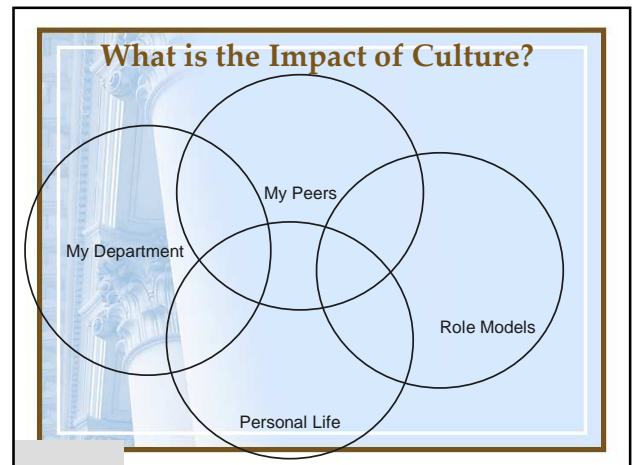 What is the Impact of Culture?
My Peers
My Department
Role Models
Personal Life